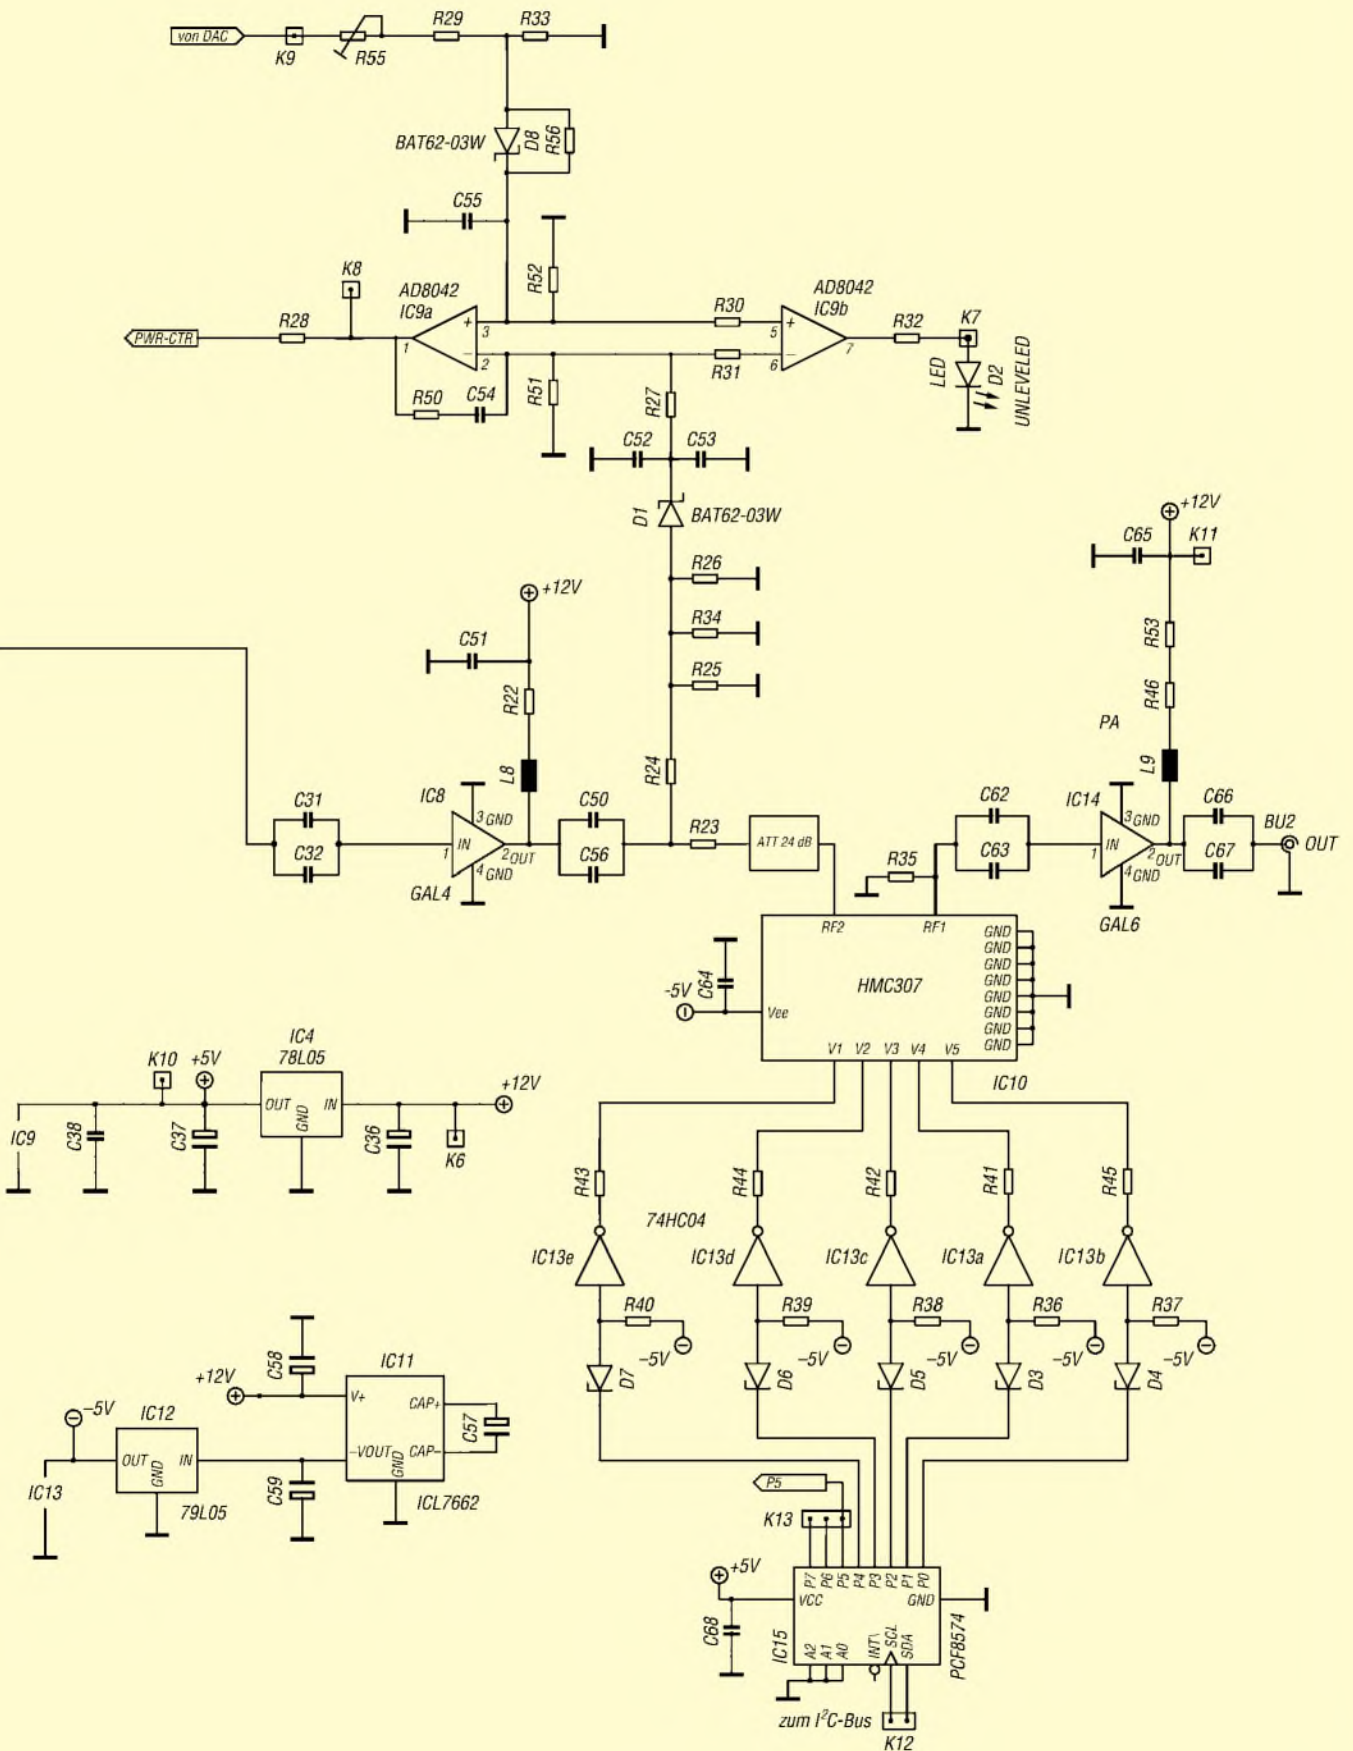 von DAC
K9
R55
R29
R33
BAT62-03W
D8
R56
C55
R52
K8
AD8042
IC9a
AD8042
IC9b
R30
R32
K7
PWR-CTR
R28
+
3
1
−
2
+
5
−
6
7
R31
LED
D2
UNLEVELED
R50
C54
R51
R27
C52
C53
D1
BAT62-03W
+12V
C65
K11
R26
+12V
R34
C51
R53
R25
R22
R46
PA
L8
R24
L9
C31
IC8
3 GND
C50
C62
IC14
3 GND
C66
BU2
OUT
R23
ATT 24 dB
1
IN
2 OUT
1
IN
2 OUT
C32
4 GND
C56
C63
4 GND
C67
R35
GAL4
GAL6
RF2
RF1
GND
GND
GND
GND
GND
GND
GND
GND
-5V
C64
HMC307
Vee
V1
V2
V3
V4
V5
IC10
K10
+5V
IC4
78L05
+12V
OUT
GND
IN
IC9
C38
C37
C36
K6
R43
R44
R42
R41
R45
74HC04
IC13e
IC13d
IC13c
IC13a
IC13b
R40
R39
R38
R36
R37
−5V
−5V
−5V
−5V
−5V
D7
D6
D5
D3
D4
C58
IC11
+12V
V+
CAP+
C57
−5V
IC12
OUT
GND
IN
−VOUT
GND
CAP−
IC13
79L05
C59
ICL7662
P5
K13
+5V
P7
P6
P5
P4
P3
P2
P1
P0
VCC
GND
C68
IC15
A2
A1
A0
INT\
SCL
SDA
PCF8574
zum I²C-Bus
K12